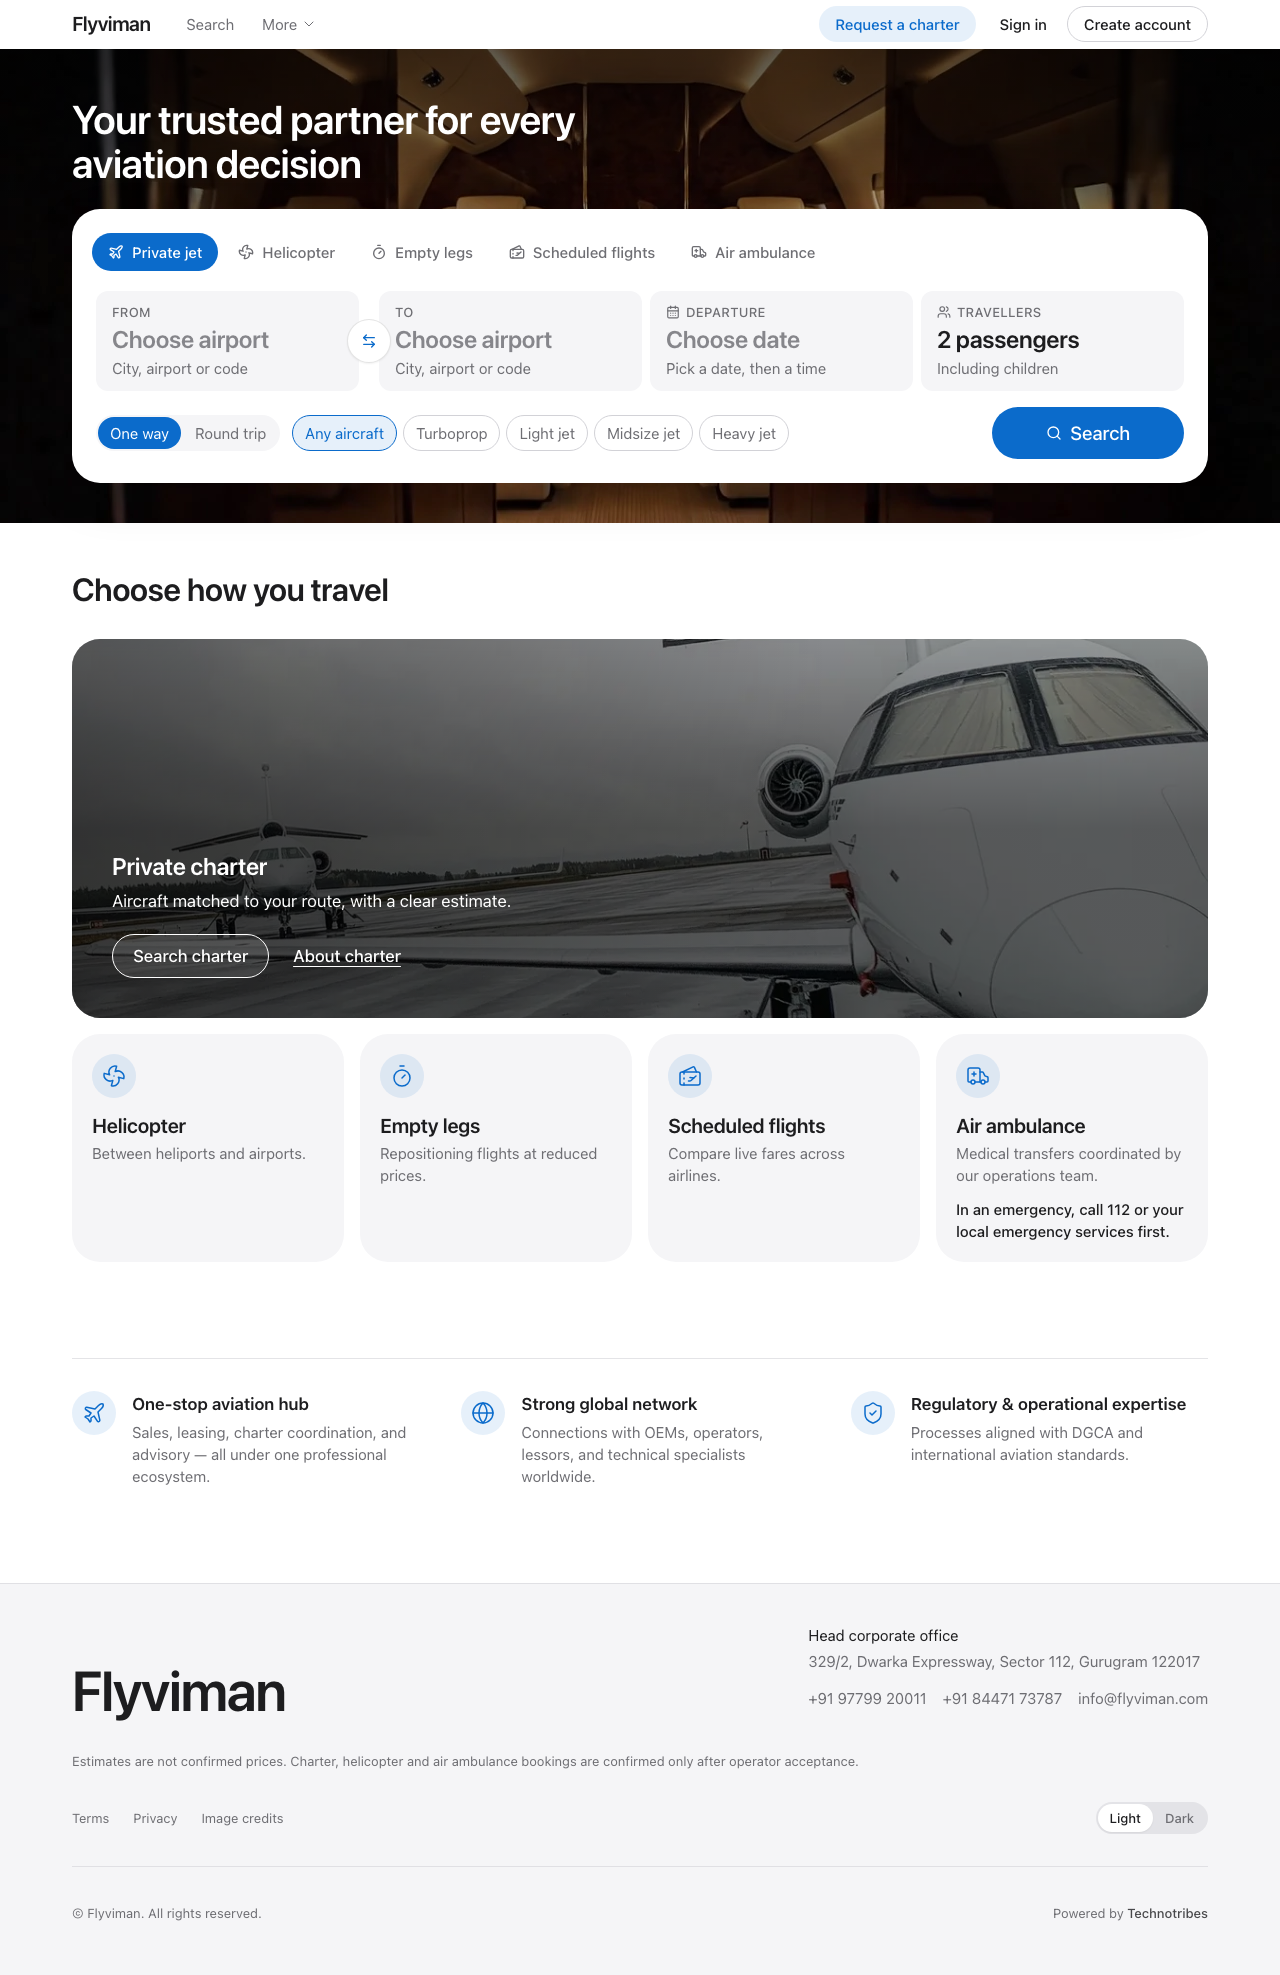 Flyviman
Search
More
Request a charter
Sign in
Create account
Your trusted partner for every
aviation decision
Private jet
Helicopter
Empty legs
Scheduled flights
Air ambulance
FROM
Choose airport
City, airport or code
TO
Choose airport
City, airport or code
DEPARTURE
Choose date
Pick a date, then a time
TRAVELLERS
2 passengers
Including children
One way
Round trip
Any aircraft
Turboprop
Light jet
Midsize jet
Heavy jet
Search
Choose how you travel
Private charter
Aircraft matched to your route, with a clear estimate.
Search charter
About charter
Helicopter
Between heliports and airports.
Empty legs
Repositioning flights at reduced
prices.
Scheduled flights
Compare live fares across
airlines.
Air ambulance
Medical transfers coordinated by
our operations team.
In an emergency, call 112 or your
local emergency services first.
One-stop aviation hub
Sales, leasing, charter coordination, and
advisory — all under one professional
ecosystem.
Strong global network
Connections with OEMs, operators,
lessors, and technical specialists
worldwide.
Regulatory & operational expertise
Processes aligned with DGCA and
international aviation standards.
Flyviman
Head corporate office
329/2, Dwarka Expressway, Sector 112, Gurugram 122017
+91 97799 20011
+91 84471 73787
info@flyviman.com
Estimates are not confirmed prices. Charter, helicopter and air ambulance bookings are confirmed only after operator acceptance.
Terms
Privacy
Image credits
Light
Dark
© Flyviman. All rights reserved.
Powered by Technotribes